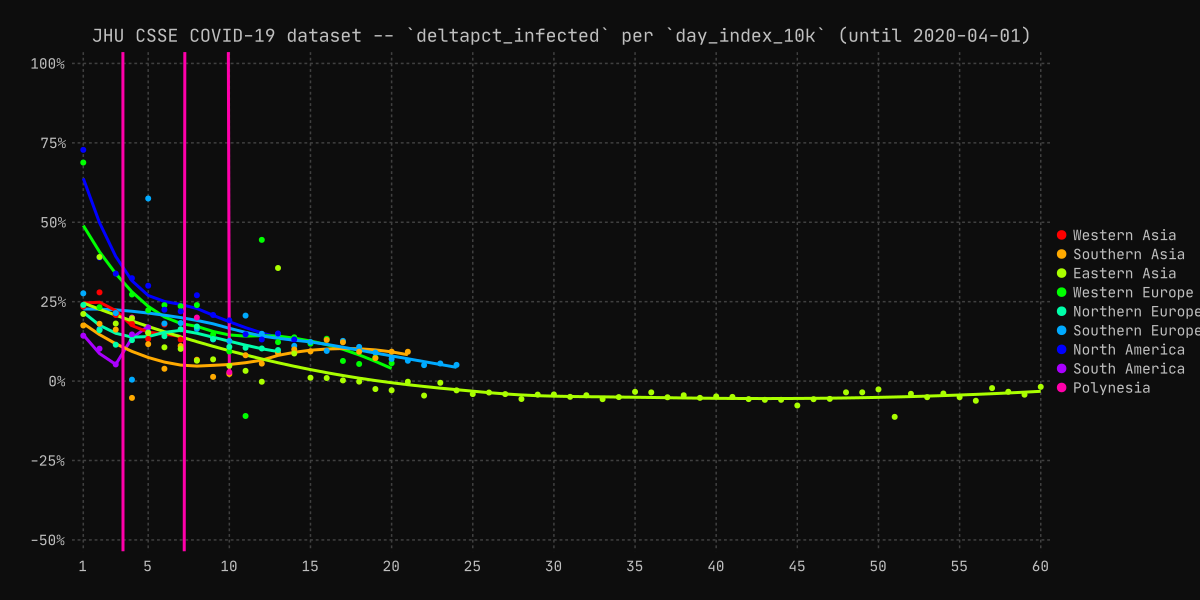 JHU CSSE COVID-19 dataset -- `deltapct_infected` per `day_index_10k` (until 2020-04-01)
100%
75%
50%
25%
0%
-25%
-50%
1 5 10 15 20 25 30 35 40 45 50 55 60
Western Asia
Southern Asia
Eastern Asia
Western Europe
Northern Europe
Southern Europe
North America
South America
Polynesia